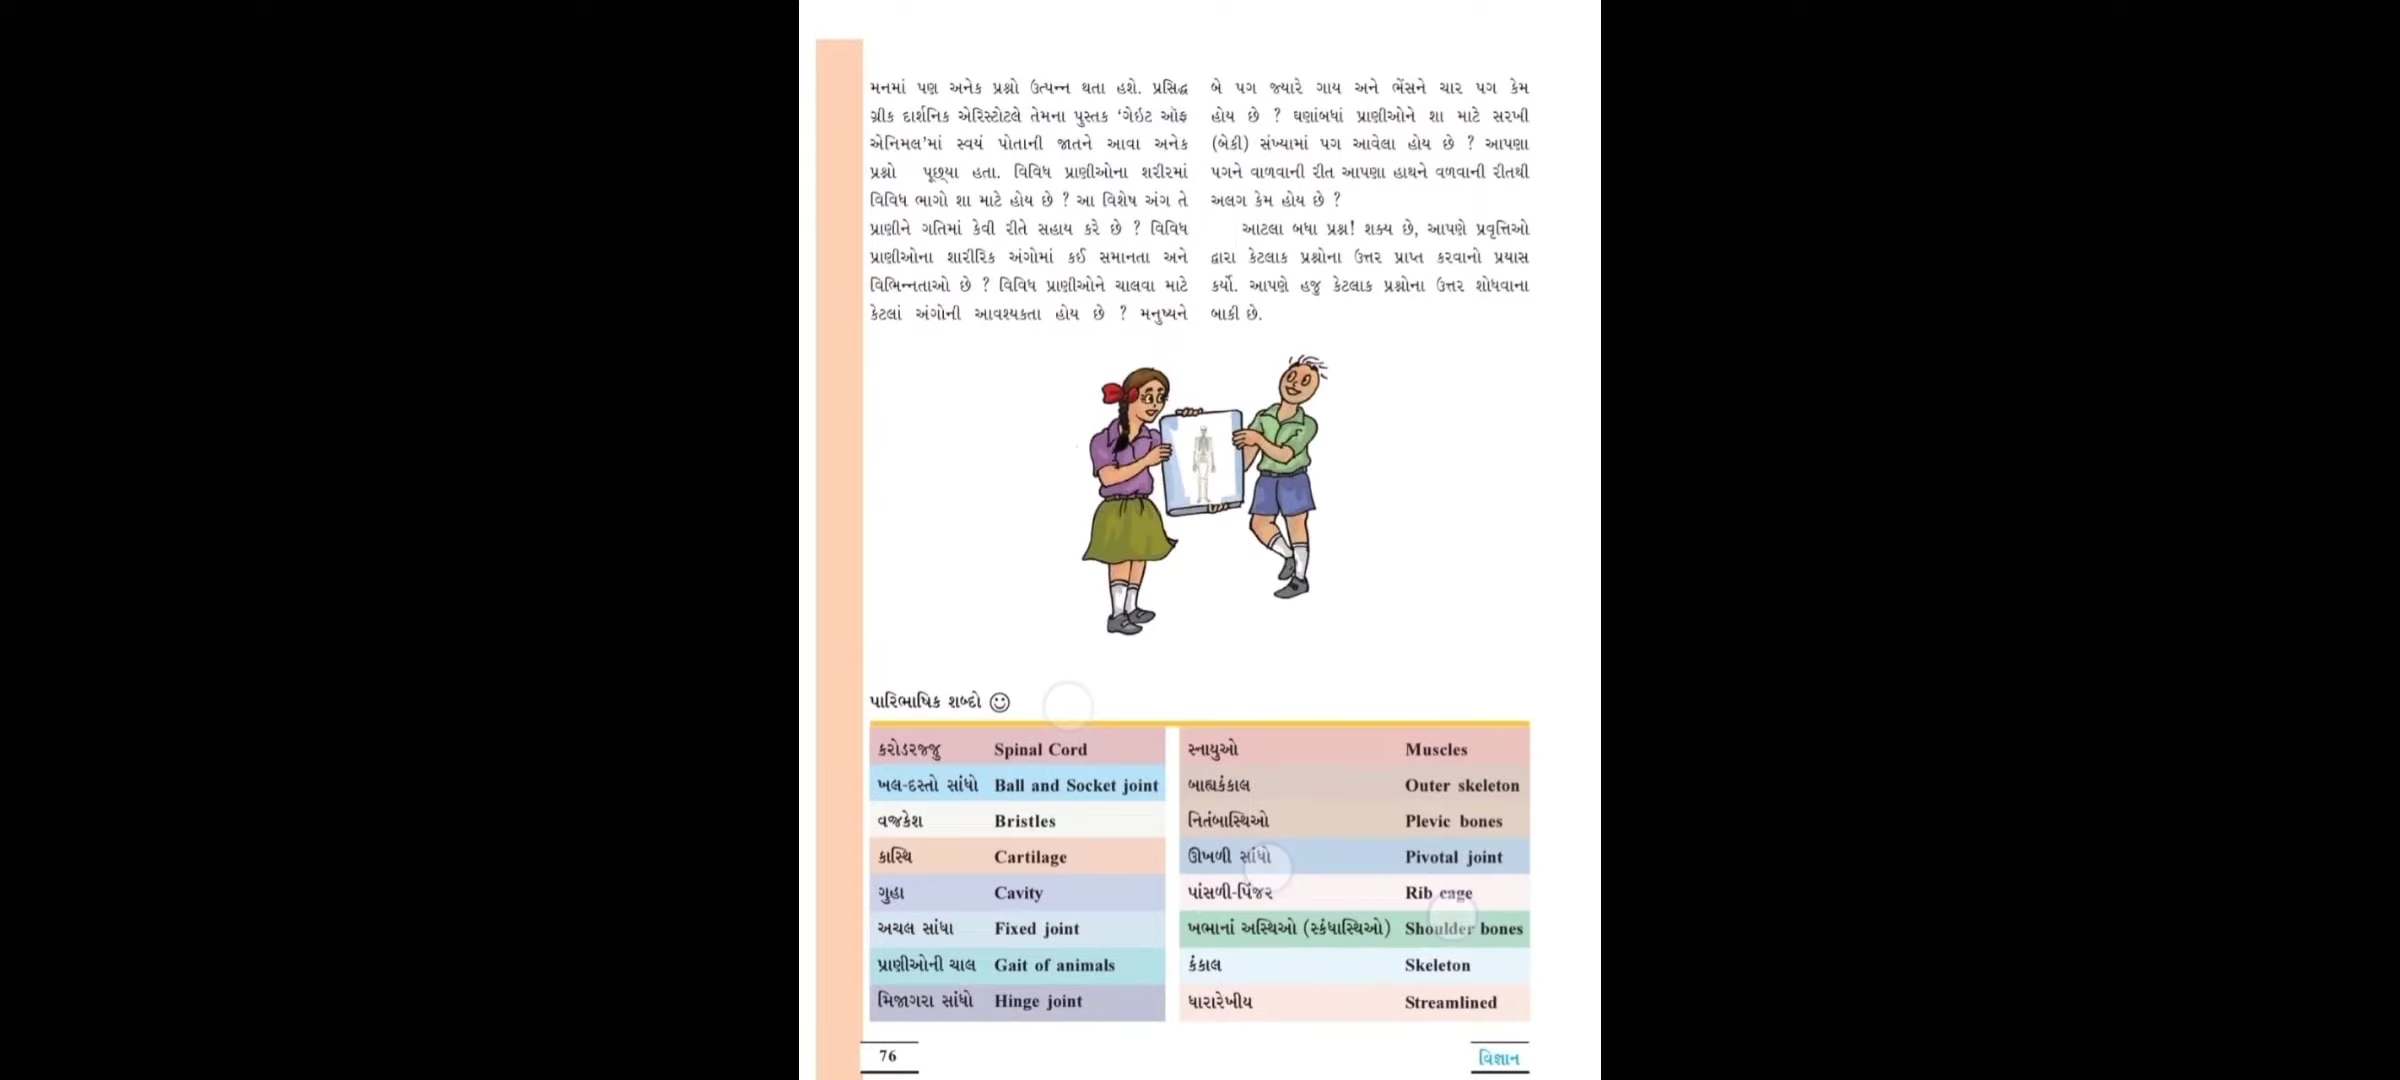 મનમાં પણ અનેક પ્રશ્નો ઉત્પન્ન થતા હશે. પ્રસિદ્ધ
ગ્રીક દાર્શનિક એરિસ્ટોટલે તેમના પુસ્તક ‘ગેઇટ ઑફ
એનિમલ’માં સ્વયં પોતાની જાતને આવા અનેક
પ્રશ્નો પૂછ્યા હતા. વિવિધ પ્રાણીઓના શરીરમાં
વિવિધ ભાગો શા માટે હોય છે ? આ વિશેષ અંગ તે
પ્રાણીને ગતિમાં કેવી રીતે સહાય કરે છે ? વિવિધ
પ્રાણીઓના શારીરિક અંગોમાં કઈ સમાનતા અને
વિભિન્નતાઓ છે ? વિવિધ પ્રાણીઓને ચાલવા માટે
કેટલાં અંગોની આવશ્યકતા હોય છે ? મનુષ્યને
બે પગ જ્યારે ગાય અને ભેંસને ચાર પગ કેમ
હોય છે ? ઘણાંબધાં પ્રાણીઓને શા માટે સરખી
(બેકી) સંખ્યામાં પગ આવેલા હોય છે ? આપણા
પગને વાળવાની રીત આપણા હાથને વળવાની રીતથી
અલગ કેમ હોય છે ?
આટલા બધા પ્રશ્ન! શક્ય છે, આપણે પ્રવૃત્તિઓ
દ્વારા કેટલાક પ્રશ્નોના ઉત્તર પ્રાપ્ત કરવાનો પ્રયાસ
કર્યો. આપણે હજુ કેટલાક પ્રશ્નોના ઉત્તર શોધવાના
બાકી છે.
પારિભાષિક શબ્દો ☺
કરોડરજ્જુ Spinal Cord
ખલ-દસ્તો સાંધો Ball and Socket joint
વજકેશ Bristles
કાસ્થિ Cartilage
ગુહા Cavity
અચલ સાંધા Fixed joint
પ્રાણીઓની ચાલ Gait of animals
મિજાગરા સાંધો Hinge joint
સ્નાયુઓ Muscles
બાહ્યકંકાલ Outer skeleton
નિતંબાસ્થિઓ Plevic bones
ઊખળી સાંધો Pivotal joint
પાંસળી-પિંજર Rib cage
ખભાનાં અસ્થિઓ (સ્કંધાસ્થિઓ) Shoulder bones
કંકાલ Skeleton
ધારારેખીય Streamlined
76
વિજ્ઞાન